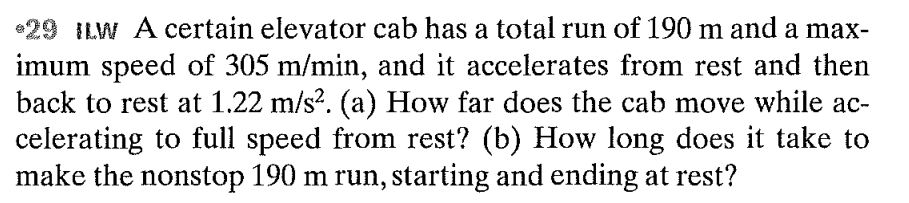 •29 ILW A certain elevator cab has a total run of 190 m and a max-
imum speed of 305 m/min, and it accelerates from rest and then
back to rest at 1.22 m/s². (a) How far does the cab move while ac-
celerating to full speed from rest? (b) How long does it take to
make the nonstop 190 m run, starting and ending at rest?